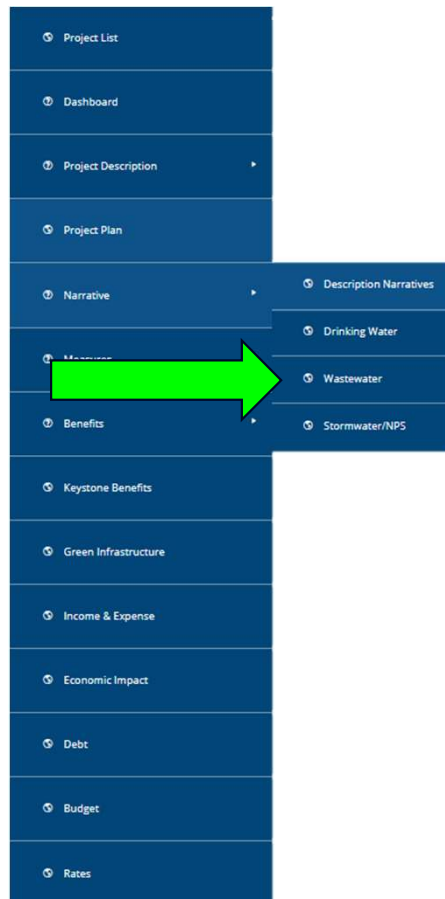 Project List
Dashboard
Project Description
Project Plan
Narrative
Description Narratives
Drinking Water
Measures
Wastewater
Benefits
Stormwater/NPS
Keystone Benefits
Green Infrastructure
Income & Expense
Economic Impact
Debt
Budget
Rates